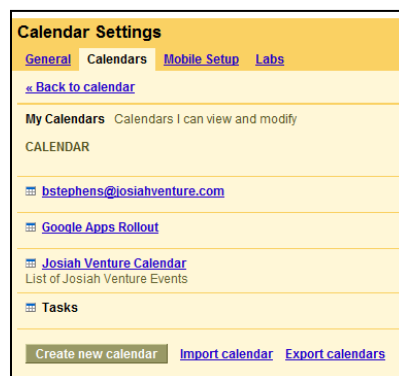 Calendar Settings
General Calendars Mobile Setup Labs
« Back to calendar
My Calendars Calendars I can view and modify
CALENDAR
bstephens@josiahventure.com
Google Apps Rollout
Josiah Venture Calendar
List of Josiah Venture Events
Tasks
Create new calendar Import calendar Export calendars